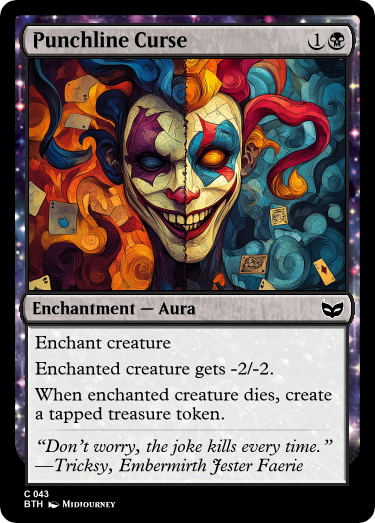 Punchline Curse 1
Enchantment — Aura
Enchant creature
Enchanted creature gets -2/-2.
When enchanted creature dies, create
a tapped treasure token.
“Don’t worry, the joke kills every time.”
—Tricksy, Embermirth Jester Faerie
C 043
BTH Midjourney